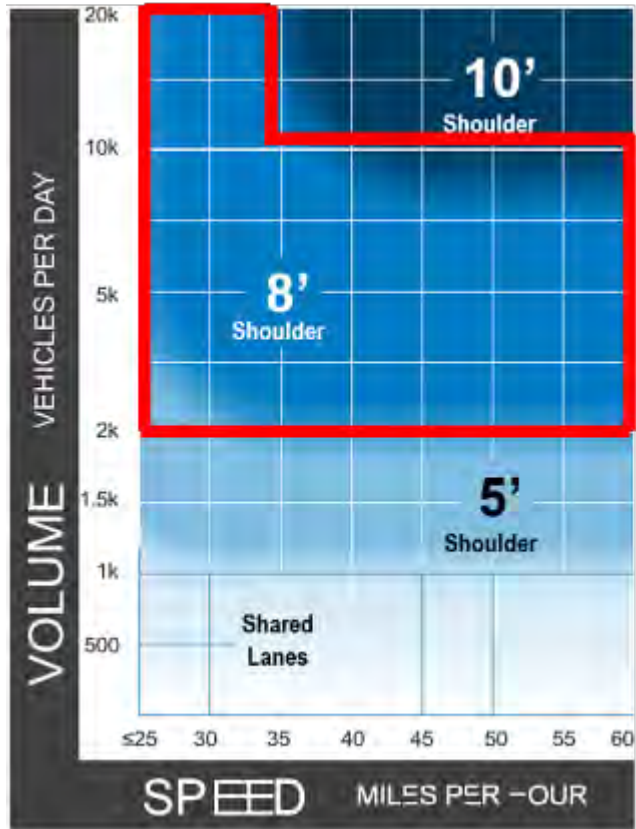 20k
10'
Shoulder
10k
VEHICLES PER DAY
5k
8'
Shoulder
2k
1.5k
5'
Shoulder
1k
VOLUME
500
Shared
Lanes
≤25 30 35 40 45 50 55 60
SPEED MILES PER HOUR